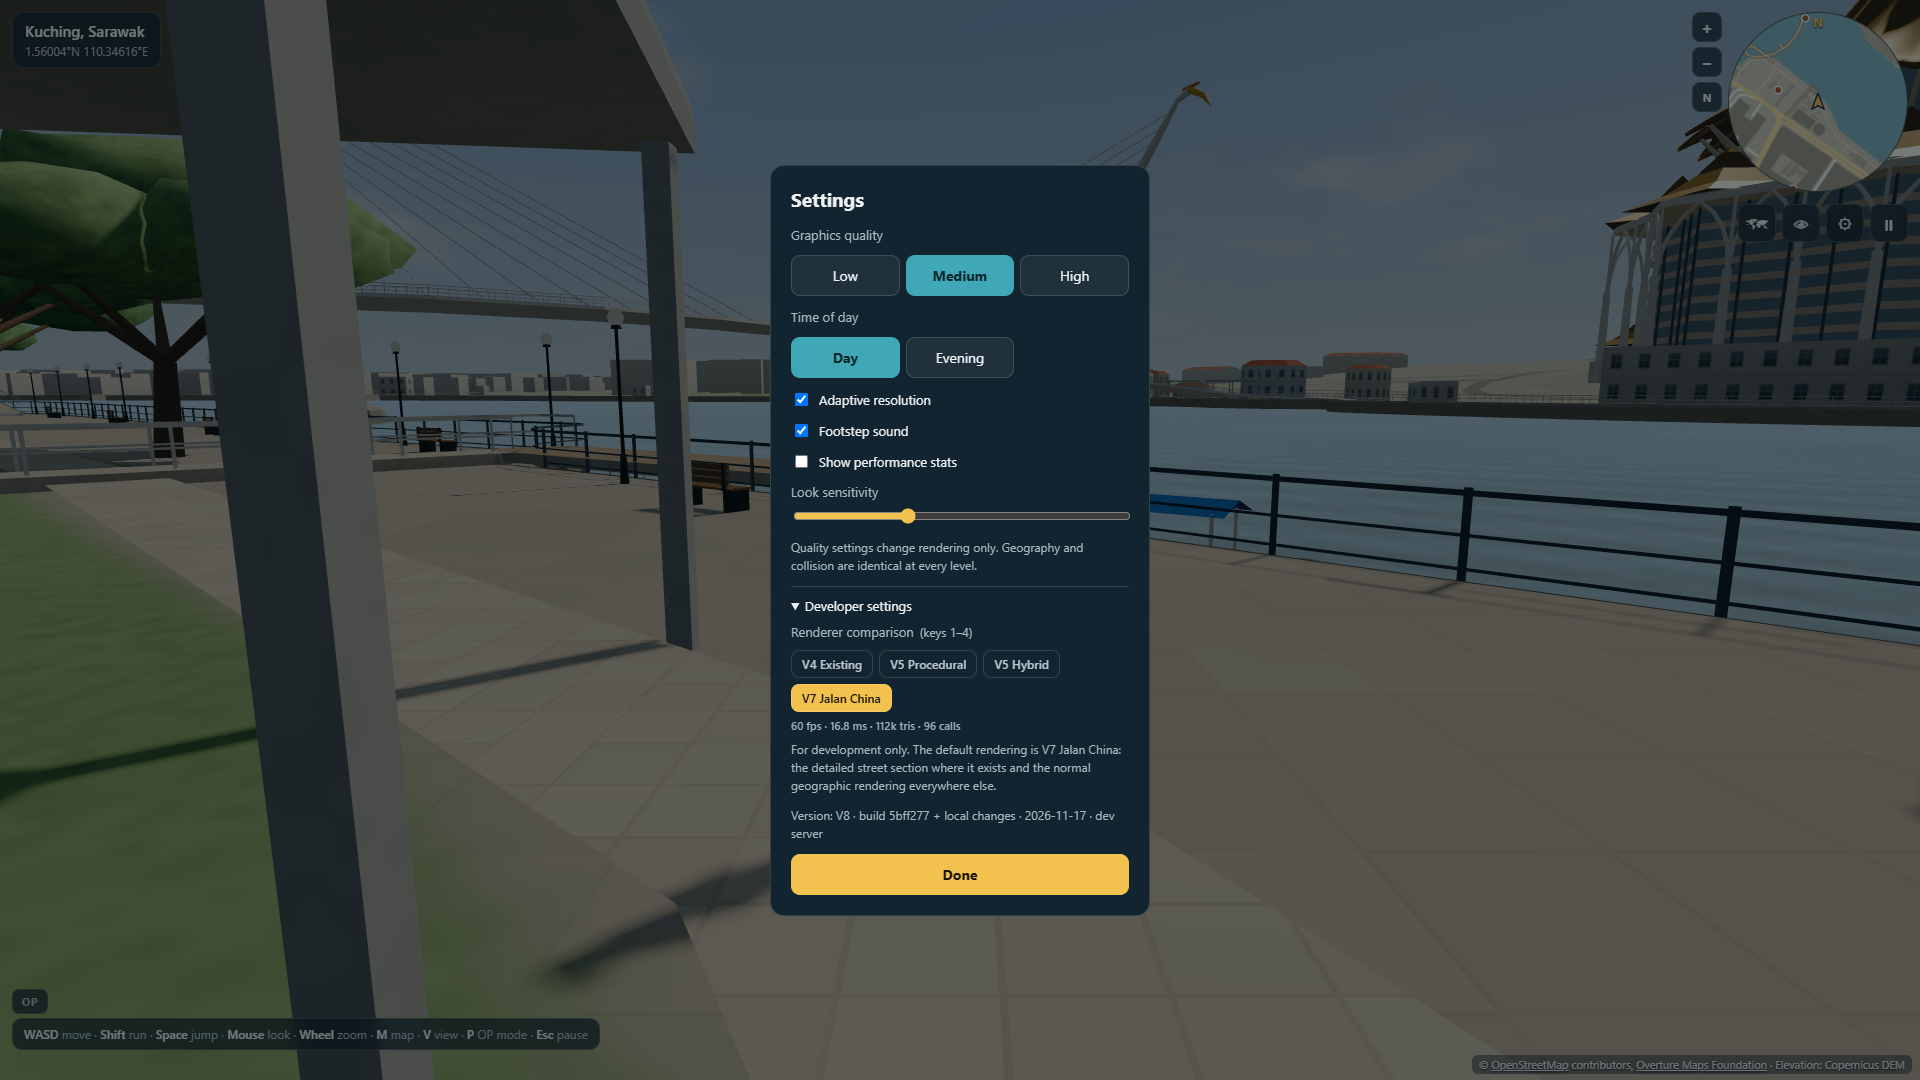 Kuching, Sarawak
1.56004°N 110.34616°E
+
−
N
N
Settings
Graphics quality
Low
Medium
High
Time of day
Day
Evening
Adaptive resolution
Footstep sound
Show performance stats
Look sensitivity
Quality settings change rendering only. Geography and
collision are identical at every level.
▼ Developer settings
Renderer comparison (keys 1–4)
V4 Existing
V5 Procedural
V5 Hybrid
V7 Jalan China
60 fps · 16.8 ms · 112k tris · 96 calls
For development only. The default rendering is V7 Jalan China:
the detailed street section where it exists and the normal
geographic rendering everywhere else.
Version: V8 · build 5bff277 + local changes · 2026-11-17 · dev
server
Done
OP
WASD move · Shift run · Space jump · Mouse look · Wheel zoom · M map · V view · P OP mode · Esc pause
© OpenStreetMap contributors, Overture Maps Foundation · Elevation: Copernicus DEM